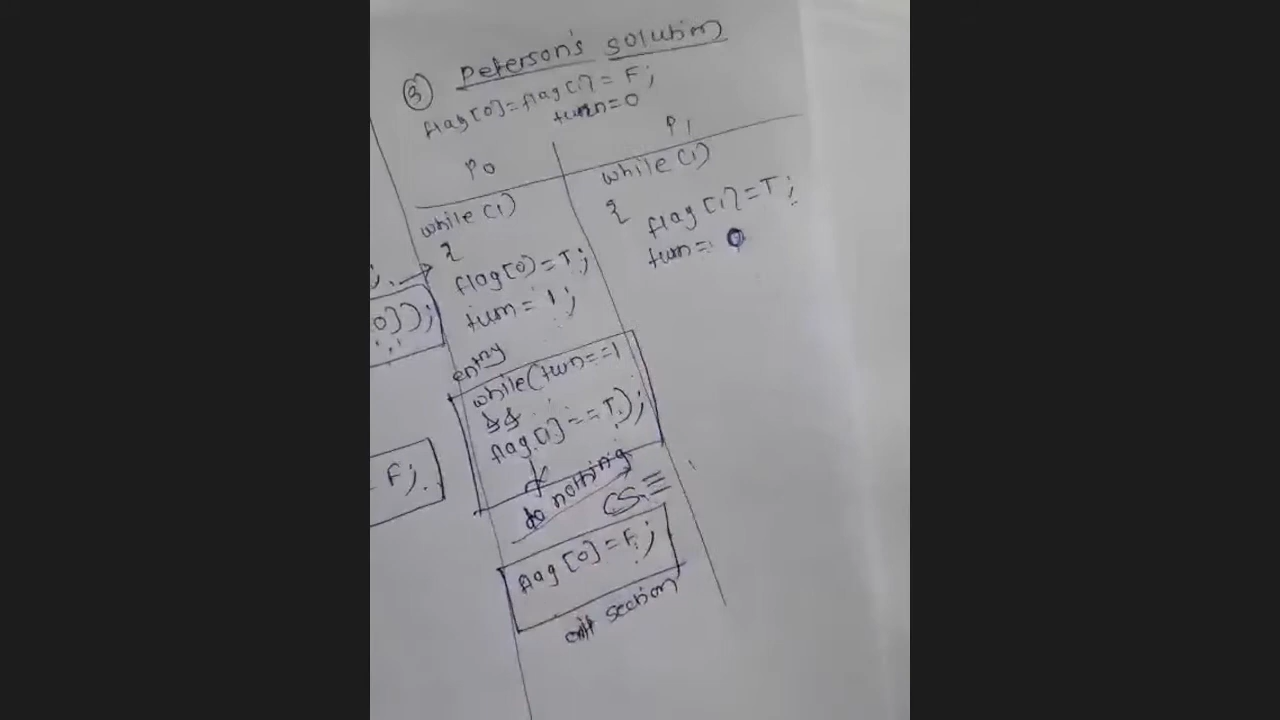 ③ Peterson's solution
flag[0]=flag[1]= F;
turn=0
P0
while(1)
{
flag[0]=T;
turn= 1;
entry
while(turn==1
&&
flag[1]==T);
do nothing
CS
flag[0]=F;
exit section
P1
while(1)
{
flag[1]=T;
turn= 0
0]);
= F;